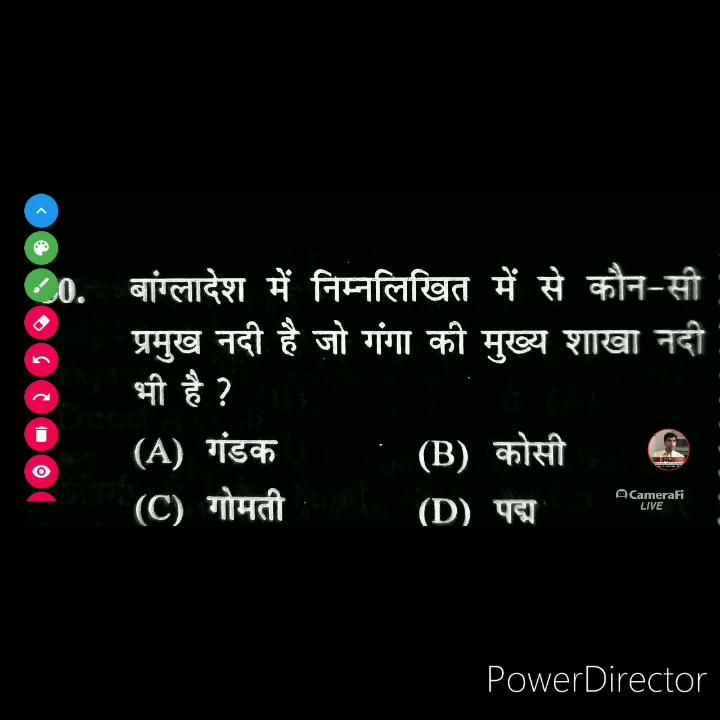 0. बांग्लादेश में निम्नलिखित में से कौन-सी
प्रमुख नदी है जो गंगा की मुख्य शाखा नदी
भी है ?
(A) गंडक (B) कोसी
(C) गोमती (D) पद्म
CameraFi
LIVE
PowerDirector